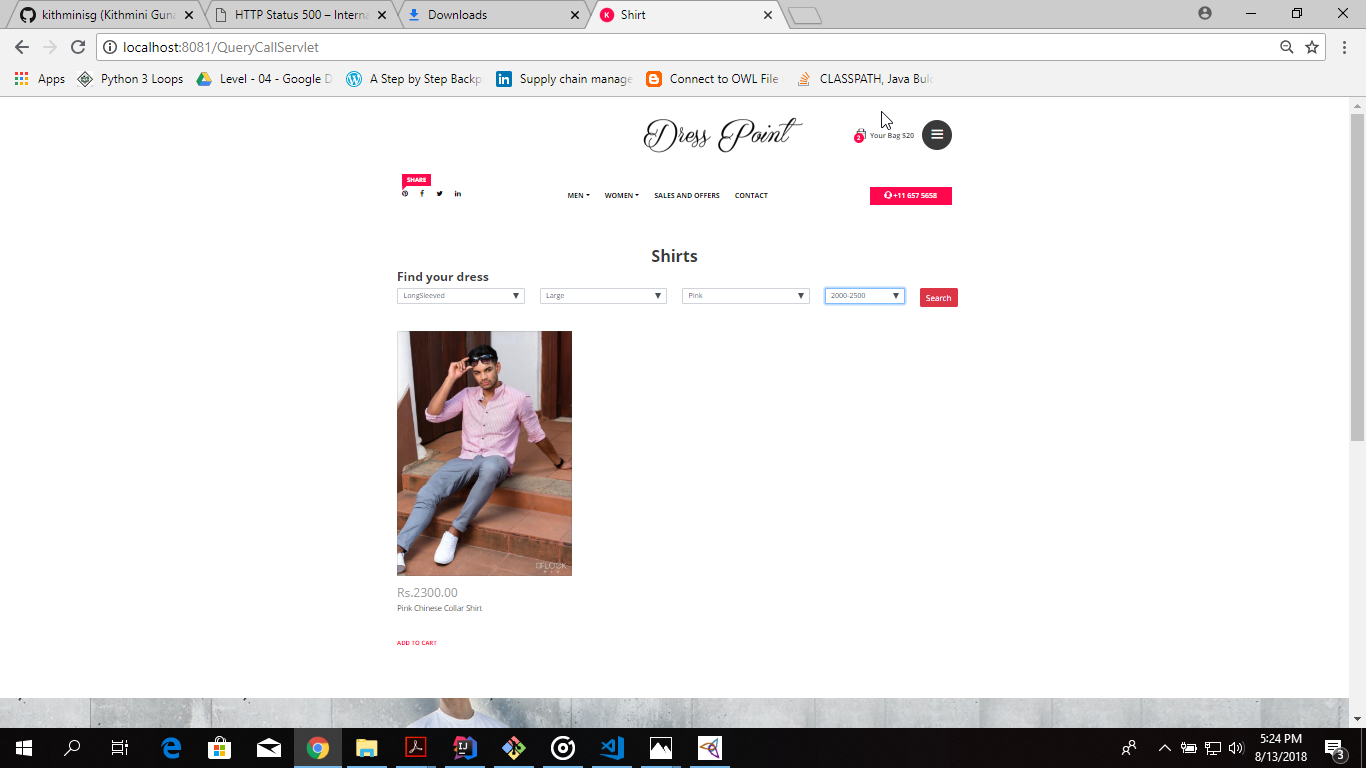 kithminisg (Kithmini Guna
HTTP Status 500 – Interna
Downloads
K
Shirt
localhost:8081/QueryCallServlet
Apps
Python 3 Loops
Level - 04 - Google D
A Step by Step Backp
Supply chain manage
Connect to OWL File
CLASSPATH, Java Buil
Dress Point
2
Your Bag $20
SHARE
MEN
WOMEN
SALES AND OFFERS
CONTACT
+11 657 5658
Shirts
Find your dress
LongSleeved
Large
Pink
2000-2500
Search
Rs.2300.00
Pink Chinese Collar Shirt
ADD TO CART
5:24 PM
8/13/2018
3